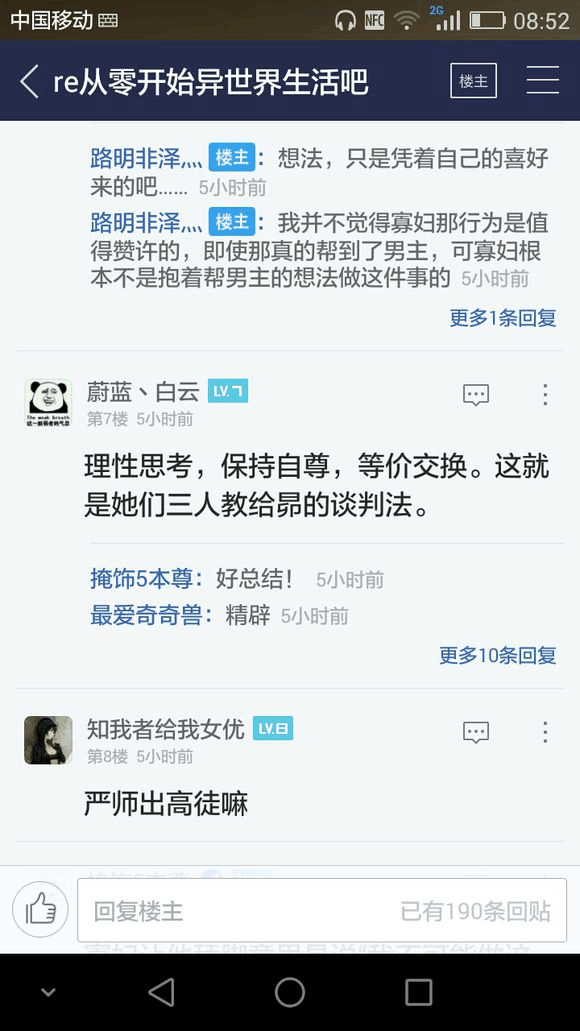 中国移动
NFC
2G
08:52
re从零开始异世界生活吧
楼主
路明非泽灬 楼主：想法，只是凭着自己的喜好
来的吧…… 5小时前
路明非泽灬 楼主：我并不觉得寡妇那行为是值
得赞许的，即使那真的帮到了男主，可寡妇根
本不是抱着帮男主的想法做这件事的 5小时前
更多1条回复
蔚蓝丶白云 LV.7
第7楼 5小时前
The weak breath
理性思考，保持自尊，等价交换。这就
是她们三人教给昴的谈判法。
掩饰5本尊：好总结！ 5小时前
最爱奇奇兽：精辟 5小时前
更多10条回复
知我者给我女优 LV.8
第8楼 5小时前
严师出高徒嘛
回复楼主
已有190条回贴